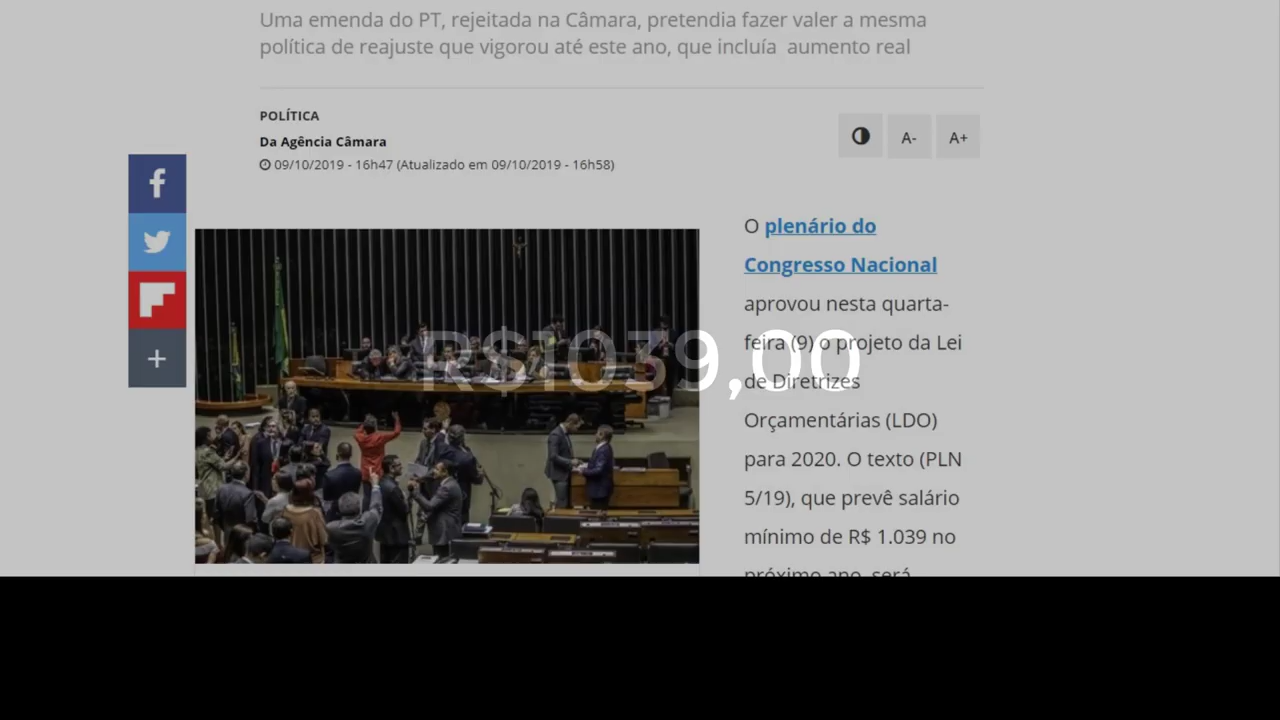 Uma emenda do PT, rejeitada na Câmara, pretendia fazer valer a mesma
política de reajuste que vigorou até este ano, que incluía aumento real
POLÍTICA
Da Agência Câmara
09/10/2019 - 16h47 (Atualizado em 09/10/2019 - 16h58)
A-
A+
O plenário do
Congresso Nacional
aprovou nesta quarta-
feira (9) o projeto da Lei
de Diretrizes
Orçamentárias (LDO)
para 2020. O texto (PLN
5/19), que prevê salário
mínimo de R$ 1.039 no
próximo ano, será
R$1039,00